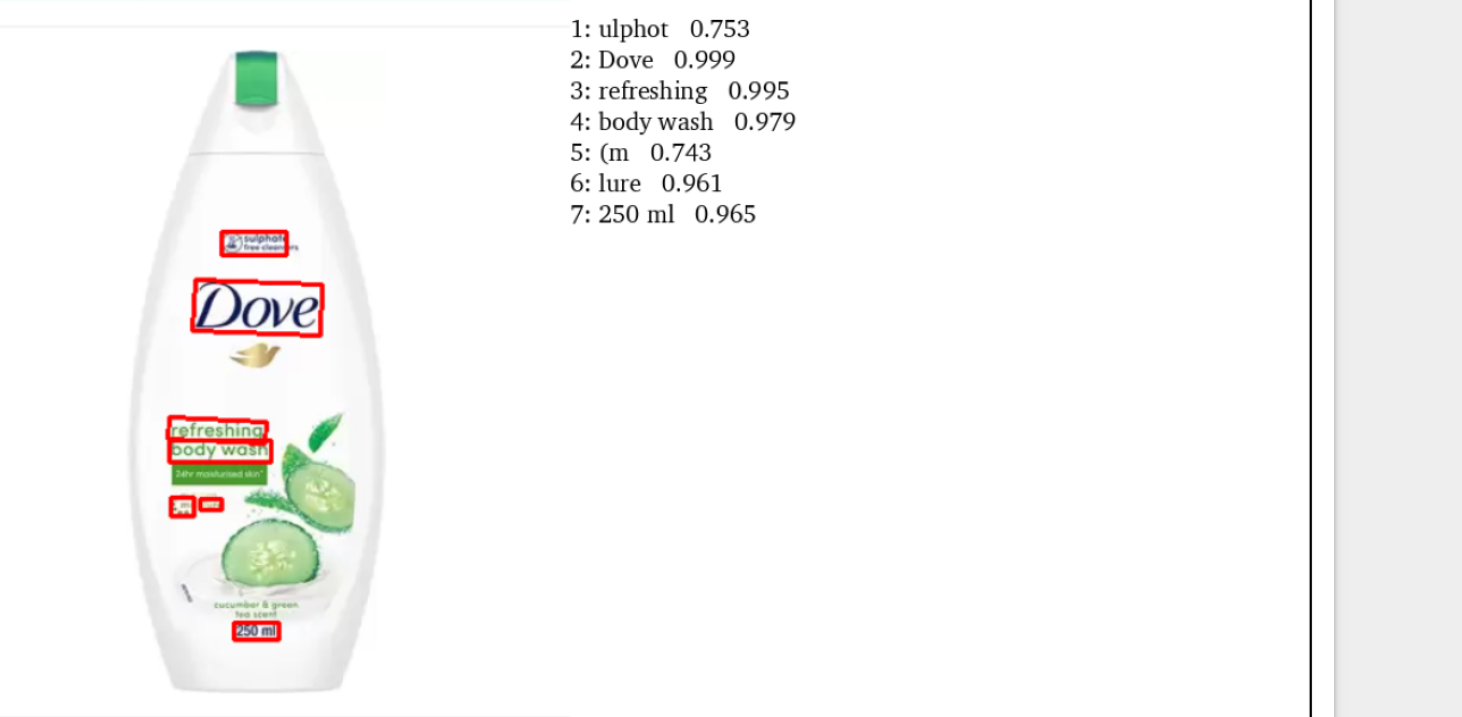 sulphate
free cleansers
Dove
refreshing
body wash
24hr moisturised skin*
cucumber & green
tea scent
250 ml
1: ulphot 0.753
2: Dove 0.999
3: refreshing 0.995
4: body wash 0.979
5: (m 0.743
6: lure 0.961
7: 250 ml 0.965